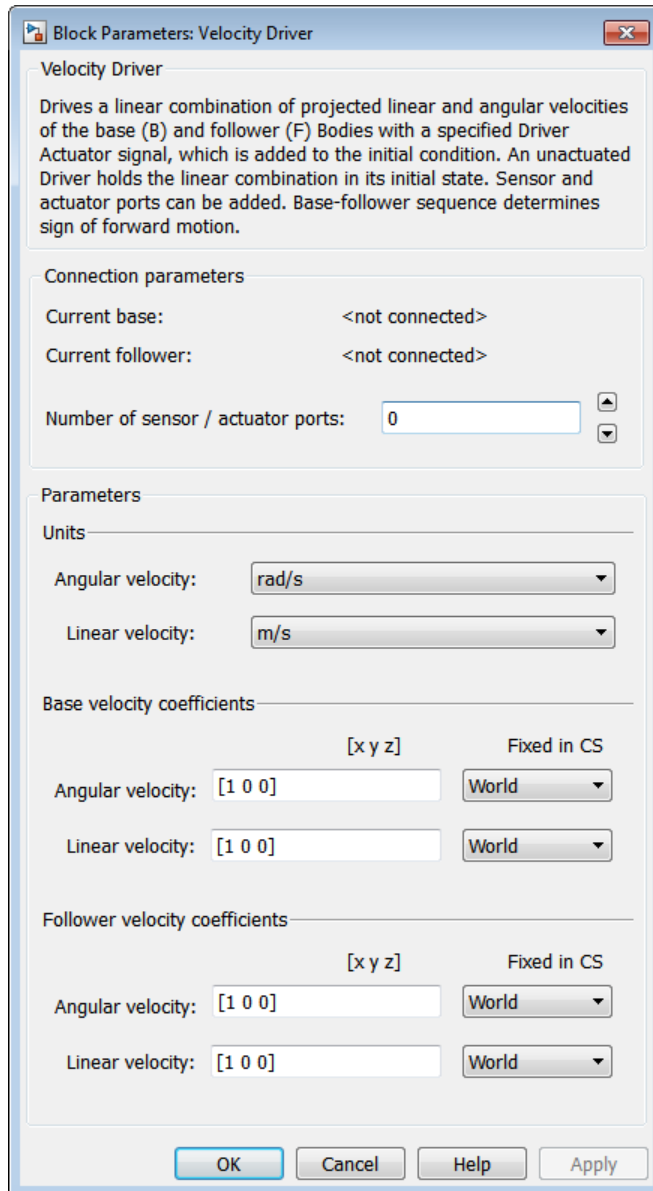 Block Parameters: Velocity Driver
Velocity Driver
Drives a linear combination of projected linear and angular velocities
of the base (B) and follower (F) Bodies with a specified Driver
Actuator signal, which is added to the initial condition. An unactuated
Driver holds the linear combination in its initial state. Sensor and
actuator ports can be added. Base-follower sequence determines
sign of forward motion.
Connection parameters
Current base: <not connected>
Current follower: <not connected>
Number of sensor / actuator ports: 0
Parameters
Units
Angular velocity: rad/s
Linear velocity: m/s
Base velocity coefficients
[x y z] Fixed in CS
Angular velocity: [1 0 0] World
Linear velocity: [1 0 0] World
Follower velocity coefficients
[x y z] Fixed in CS
Angular velocity: [1 0 0] World
Linear velocity: [1 0 0] World
OK Cancel Help Apply